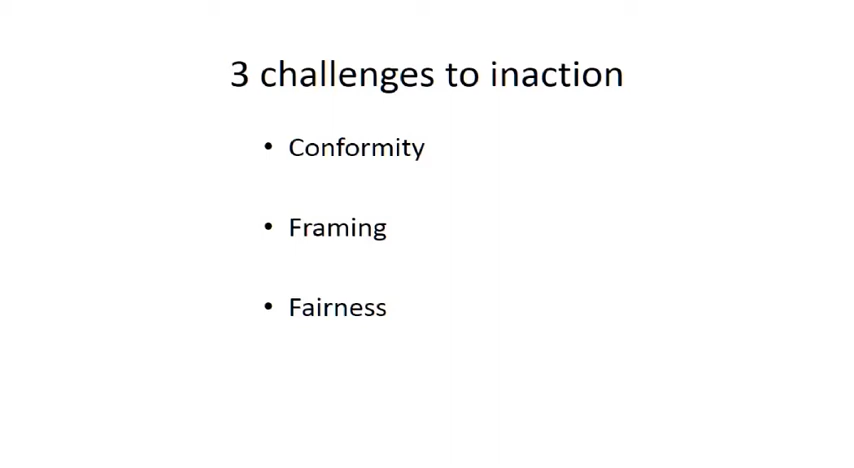 3 challenges to inaction
• Conformity
• Framing
• Fairness